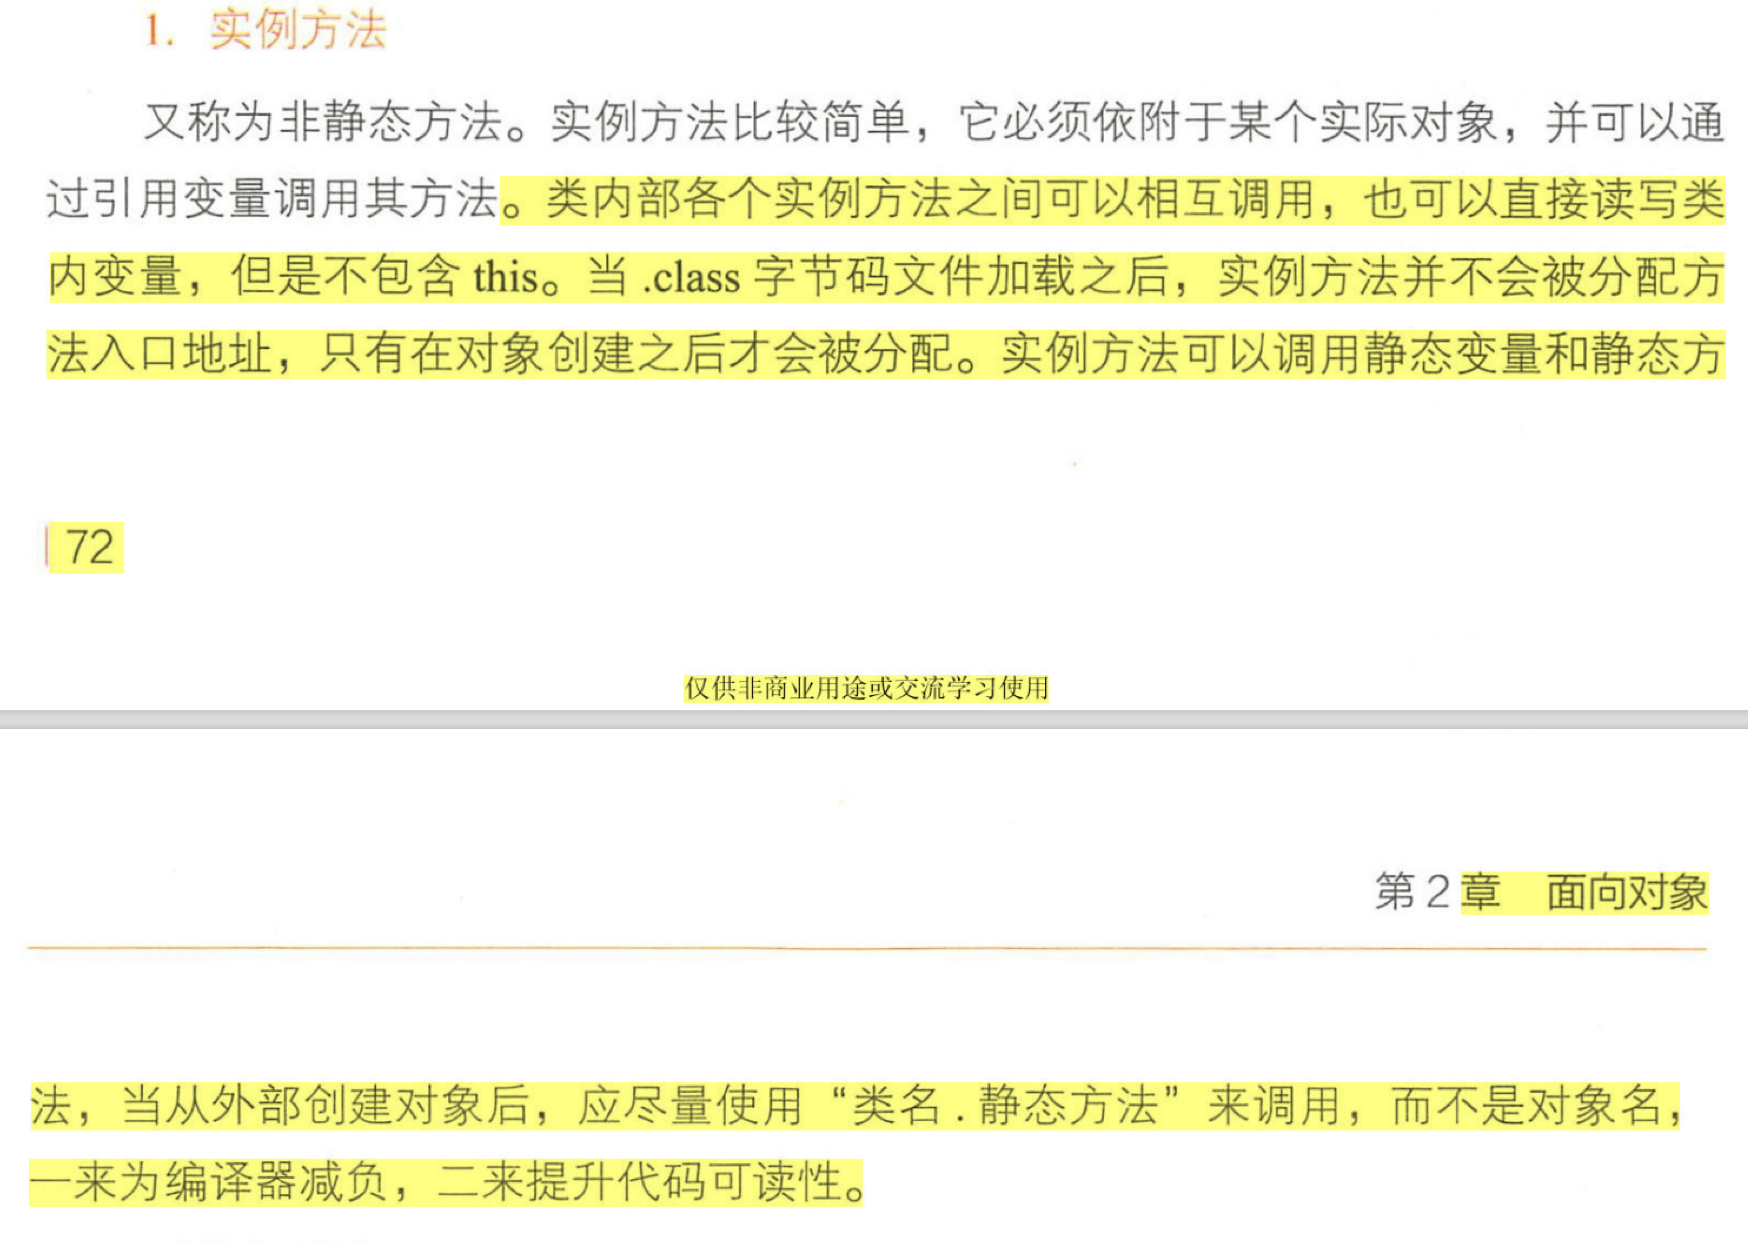 1. 实例方法
又称为非静态方法。实例方法比较简单，它必须依附于某个实际对象，并可以通
过引用变量调用其方法。类内部各个实例方法之间可以相互调用，也可以直接读写类
内变量，但是不包含 this。当 .class 字节码文件加载之后，实例方法并不会被分配方
法入口地址，只有在对象创建之后才会被分配。实例方法可以调用静态变量和静态方
72
仅供非商业用途或交流学习使用
第 2 章 面向对象
法，当从外部创建对象后，应尽量使用“类名 . 静态方法”来调用，而不是对象名，
一来为编译器减负，二来提升代码可读性。